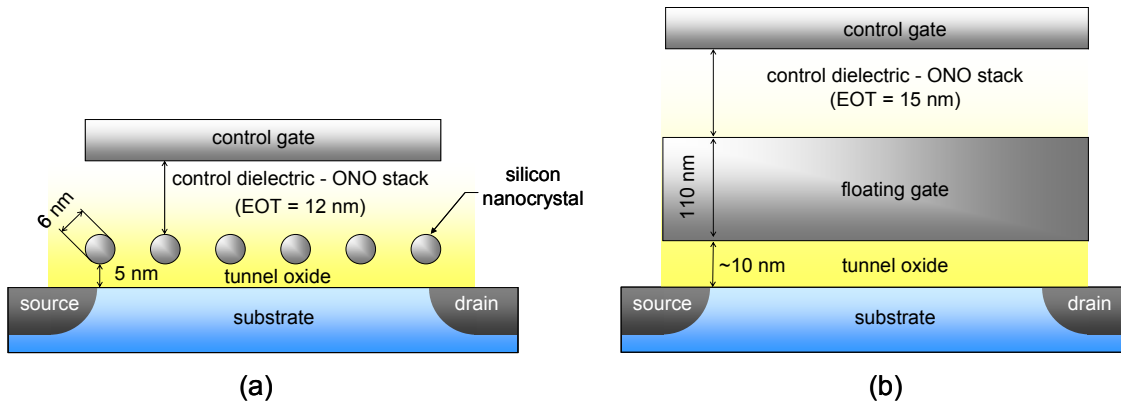 control gate
control dielectric - ONO stack
(EOT = 12 nm)
silicon
nanocrystal
6 nm
5 nm
tunnel oxide
source
drain
substrate
(a)
control gate
control dielectric - ONO stack
(EOT = 15 nm)
110 nm
floating gate
~10 nm
tunnel oxide
source
drain
substrate
(b)